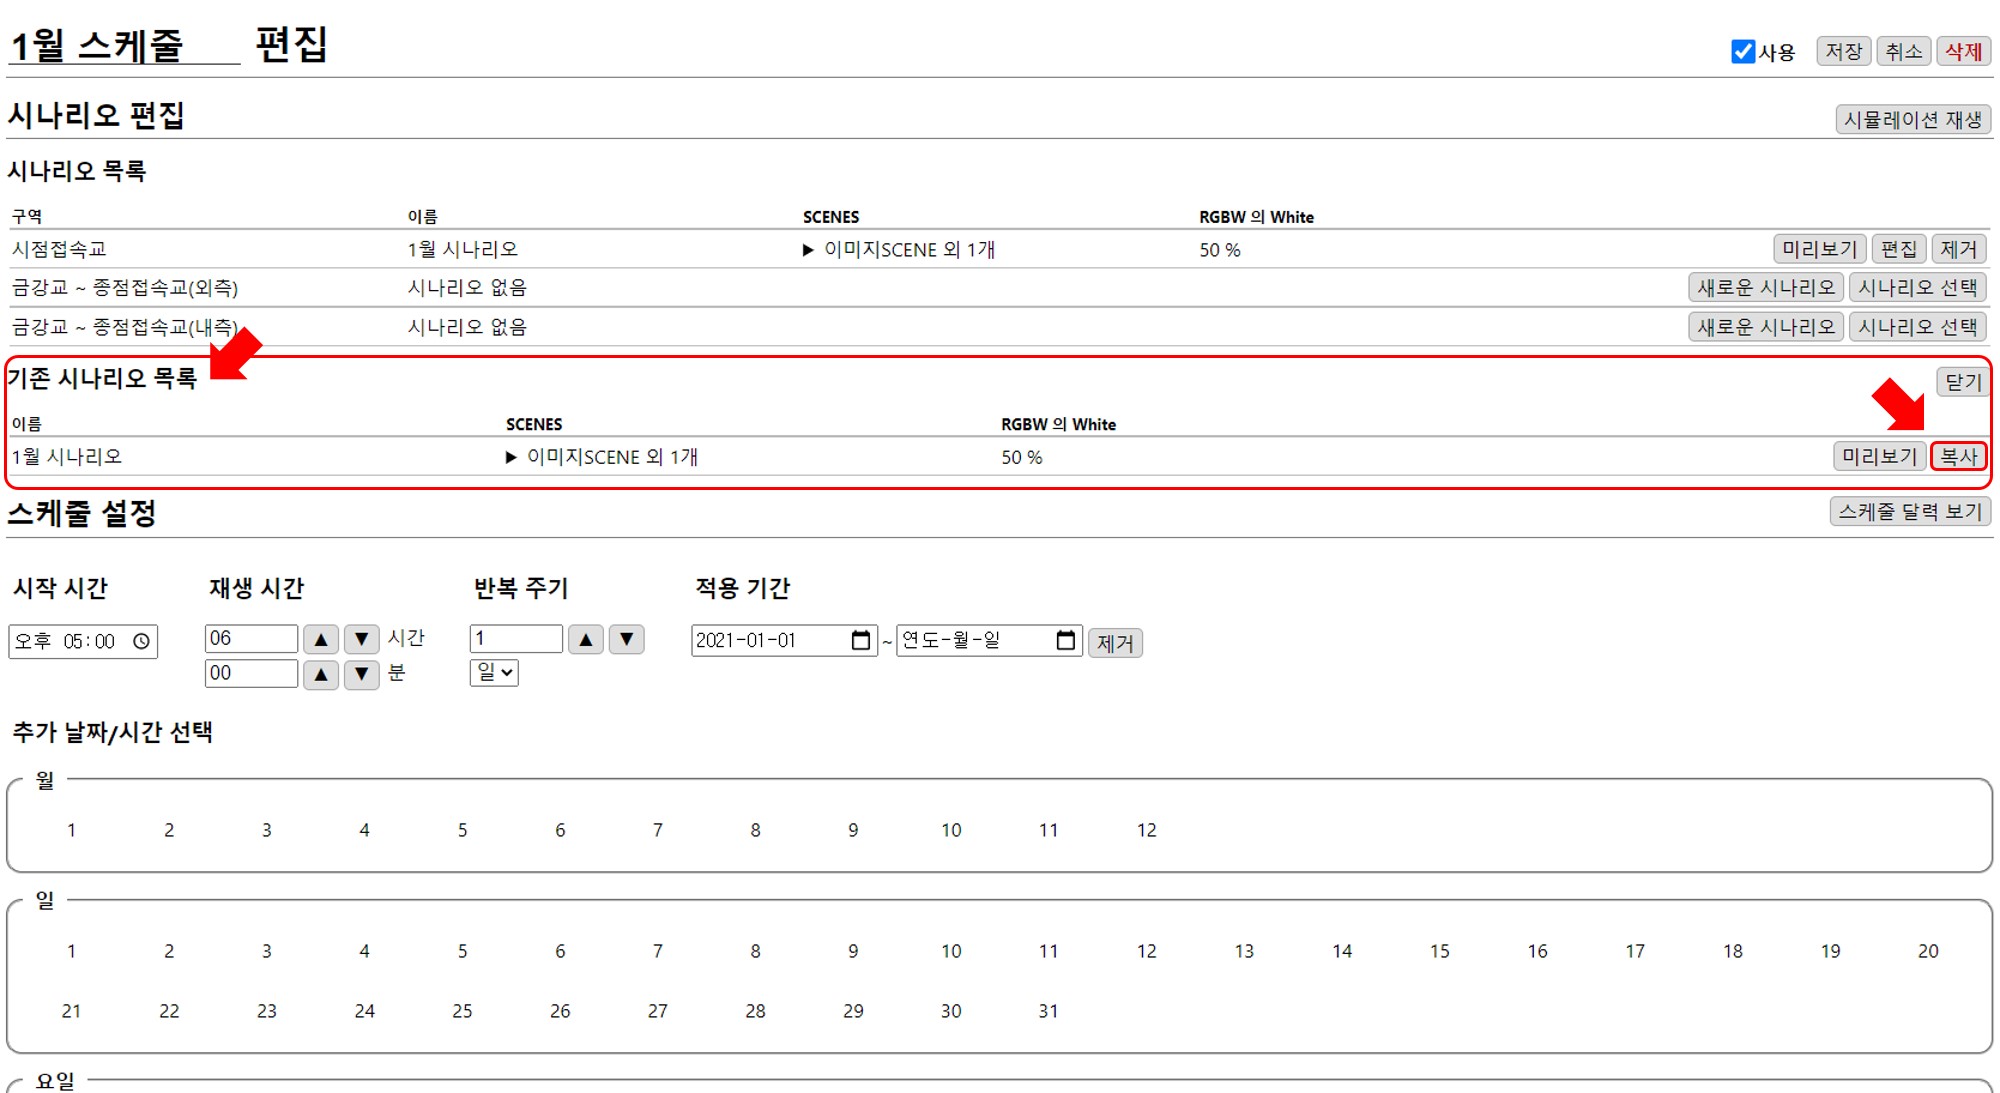 1월 스케줄 편집
사용 저장 취소 삭제
시나리오 편집 시뮬레이션 재생
시나리오 목록
구역 이름 SCENES RGBW 의 White
시점접속교 1월 시나리오 ▶ 이미지SCENE 외 1개 50 % 미리보기 편집 제거
금강교 ~ 종점접속교(외측) 시나리오 없음 새로운 시나리오 시나리오 선택
금강교 ~ 종점접속교(내측) 시나리오 없음 새로운 시나리오 시나리오 선택
기존 시나리오 목록 닫기
이름 SCENES RGBW 의 White
1월 시나리오 ▶ 이미지SCENE 외 1개 50 % 미리보기 복사
스케줄 설정 스케줄 달력 보기
시작 시간 재생 시간 반복 주기 적용 기간
오후 05:00 06 ▲ ▼ 시간 1 ▲ ▼ 2021-01-01 ~ 연도-월-일 제거
00 ▲ ▼ 분 일
추가 날짜/시간 선택
월
1 2 3 4 5 6 7 8 9 10 11 12
일
1 2 3 4 5 6 7 8 9 10 11 12 13 14 15 16 17 18 19 20
21 22 23 24 25 26 27 28 29 30 31
요일